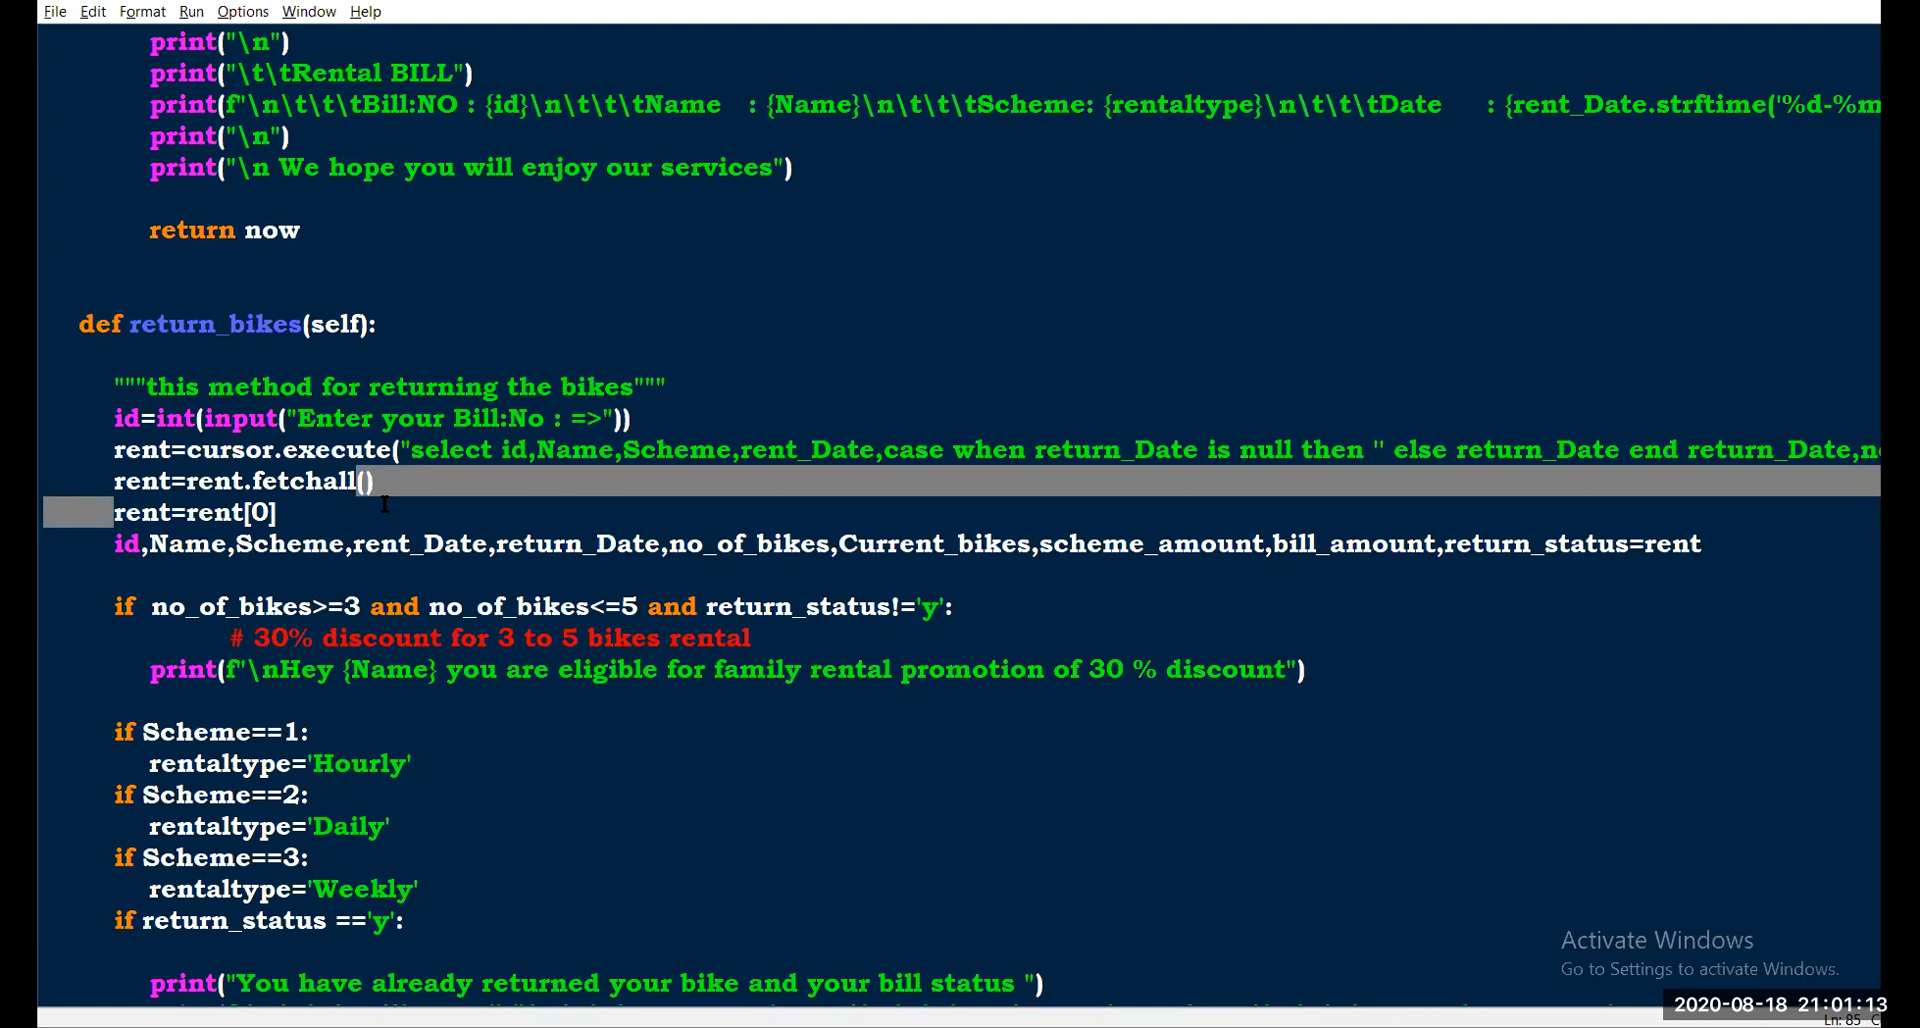 File Edit Format Run Options Window Help
print("\n")
print("\t\tRental BILL")
print(f"\n\t\t\tBill:NO : {id}\n\t\t\tName : {Name}\n\t\t\tScheme: {rentaltype}\n\t\t\tDate : {rent_Date.strftime('%d-%m
print("\n")
print("\n We hope you will enjoy our services")
return now
def return_bikes(self):
"""this method for returning the bikes"""
id=int(input("Enter your Bill:No : =>"))
rent=cursor.execute("select id,Name,Scheme,rent_Date,case when return_Date is null then '' else return_Date end return_Date,n
rent=rent.fetchall()
rent=rent[0]
id,Name,Scheme,rent_Date,return_Date,no_of_bikes,Current_bikes,scheme_amount,bill_amount,return_status=rent
if no_of_bikes>=3 and no_of_bikes<=5 and return_status!='y':
# 30% discount for 3 to 5 bikes rental
print(f"\nHey {Name} you are eligible for family rental promotion of 30 % discount")
if Scheme==1:
rentaltype='Hourly'
if Scheme==2:
rentaltype='Daily'
if Scheme==3:
rentaltype='Weekly'
if return_status =='y':
print("You have already returned your bike and your bill status ")
Activate Windows
Go to Settings to activate Windows.
2020-08-18 21:01:13
Ln: 85